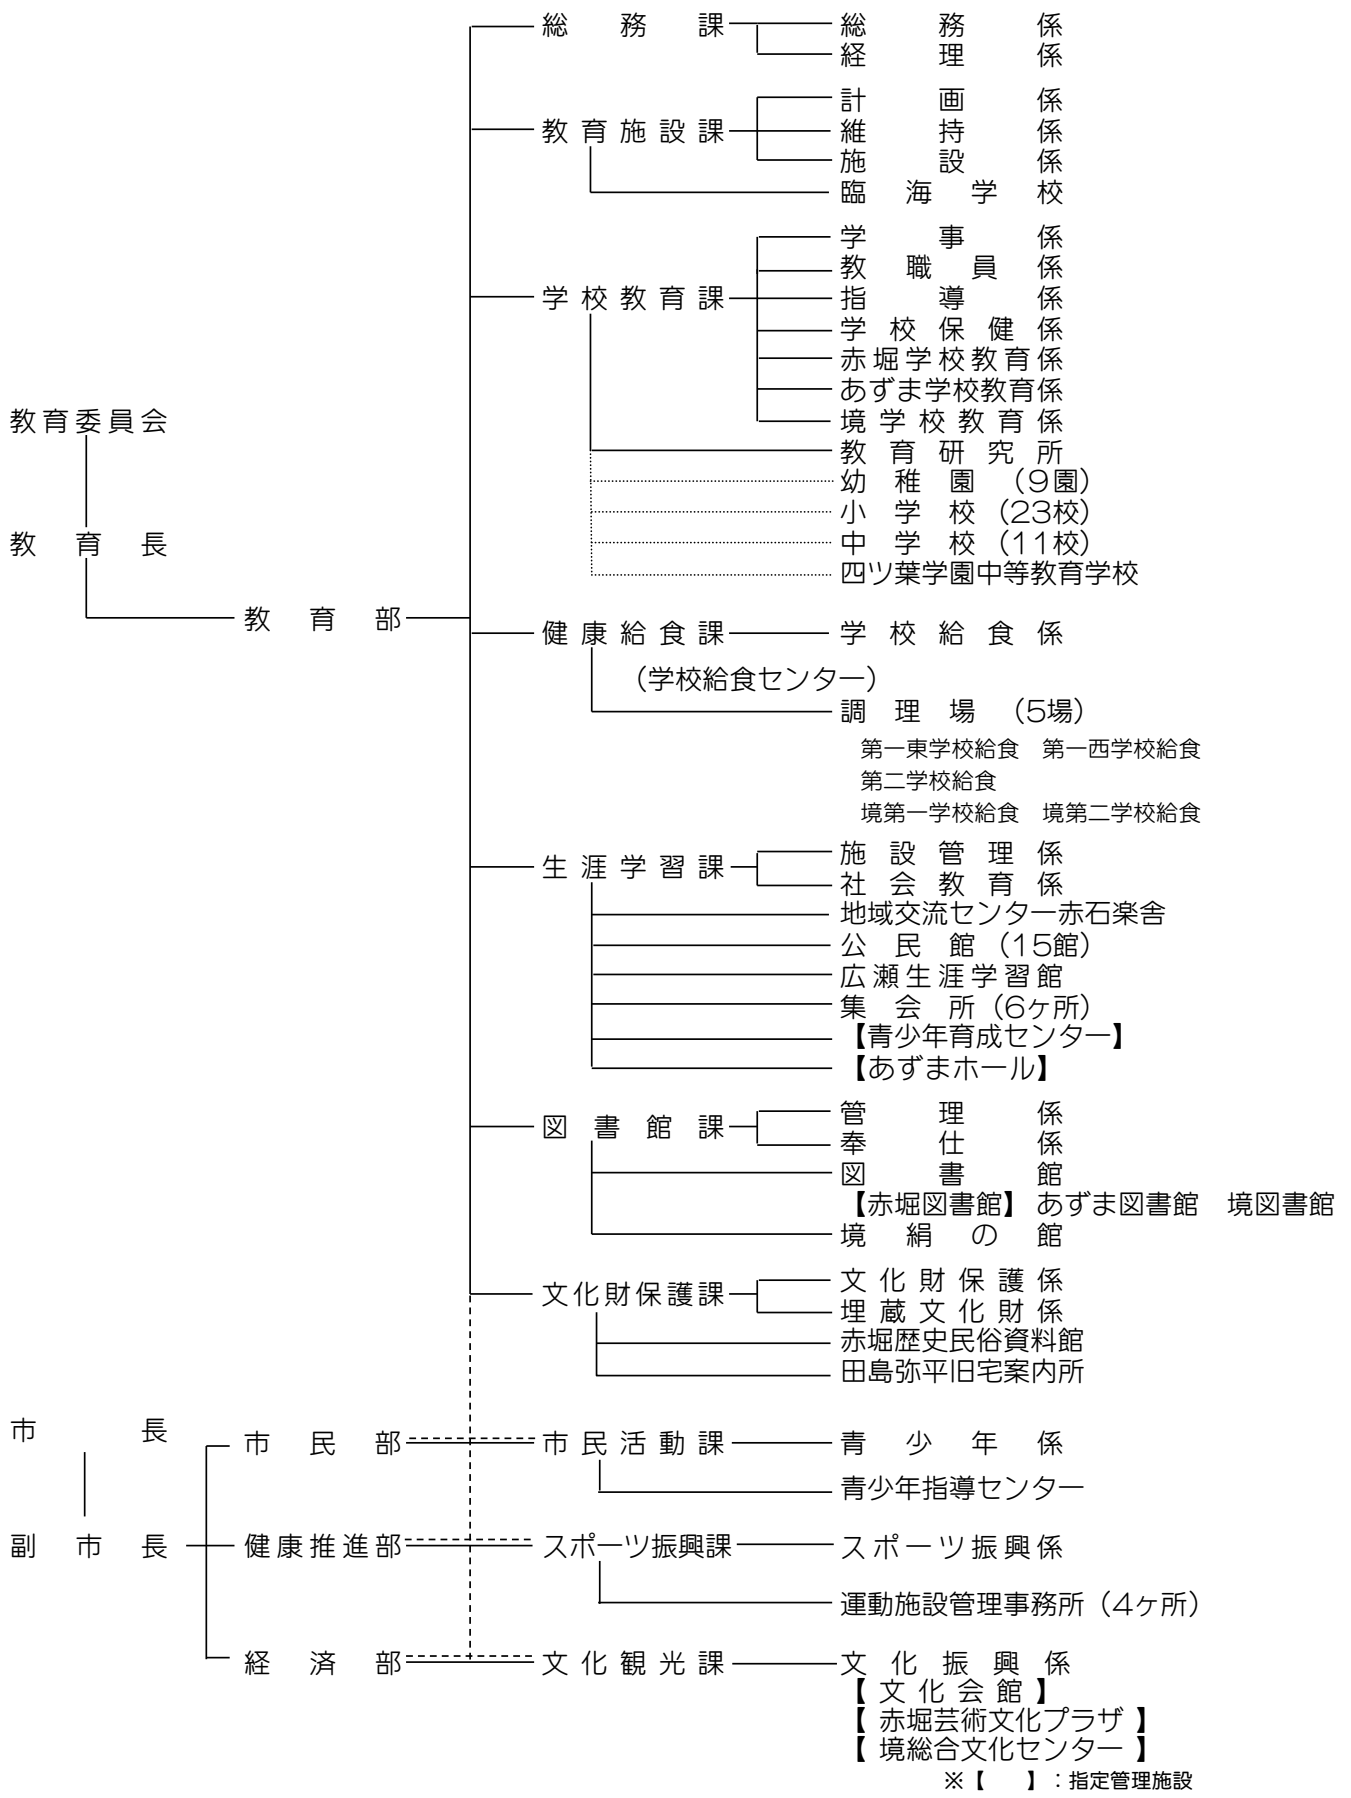 総務課 総務係
経理係
計画係
教育施設課 維持係
施設係
臨海学校
学事係
教職員係
学校教育課 指導係
学校保健係
赤堀学校教育係
あずま学校教育係
教育委員会 境学校教育係
教育研究所
幼稚園 （9園）
小学校 （23校）
教育長 中学校 （11校）
四ツ葉学園中等教育学校
教育部
健康給食課 学校給食係
（学校給食センター）
調理場 （5場）
第一東学校給食 第一西学校給食
第二学校給食
境第一学校給食 境第二学校給食
施設管理係
生涯学習課
社会教育係
地域交流センター赤石楽舎
公民館 （15館）
広瀬生涯学習館
集会所（6ヶ所）
【青少年育成センター】
【あずまホール】
管理係
図書館課
奉仕係
図書館
【赤堀図書館】 あずま図書館 境図書館
境絹の館
文化財保護係
文化財保護課
埋蔵文化財係
赤堀歴史民俗資料館
田島弥平旧宅案内所
市長
市民部 市民活動課 青少年係
青少年指導センター
副市長 健康推進部 スポーツ振興課 スポーツ振興係
運動施設管理事務所（4ヶ所）
経済部 文化観光課 文化振興係
【 文化会館 】
【 赤堀芸術文化プラザ 】
【 境総合文化センター 】
※【　　】：指定管理施設